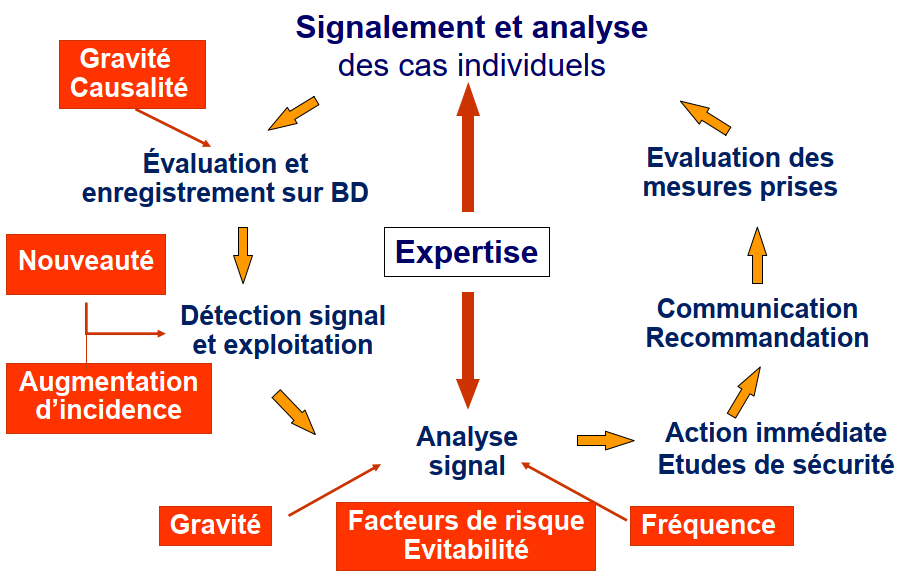 Signalement et analyse
des cas individuels
Gravité
Causalité
Évaluation et
enregistrement sur BD
Evaluation des
mesures prises
Expertise
Nouveauté
Détection signal
et exploitation
Communication
Recommandation
Augmentation
d’incidence
Analyse
signal
Action immédiate
Etudes de sécurité
Gravité
Facteurs de risque
Evitabilité
Fréquence